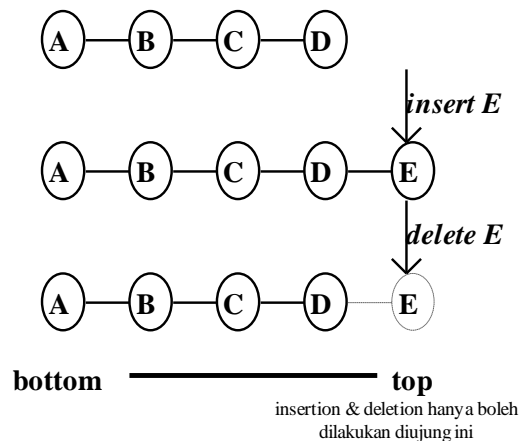 A B C D
insert E
A B C D E
delete E
A B C D E
bottom top
insertion & deletion hanya boleh
dilakukan diujung ini